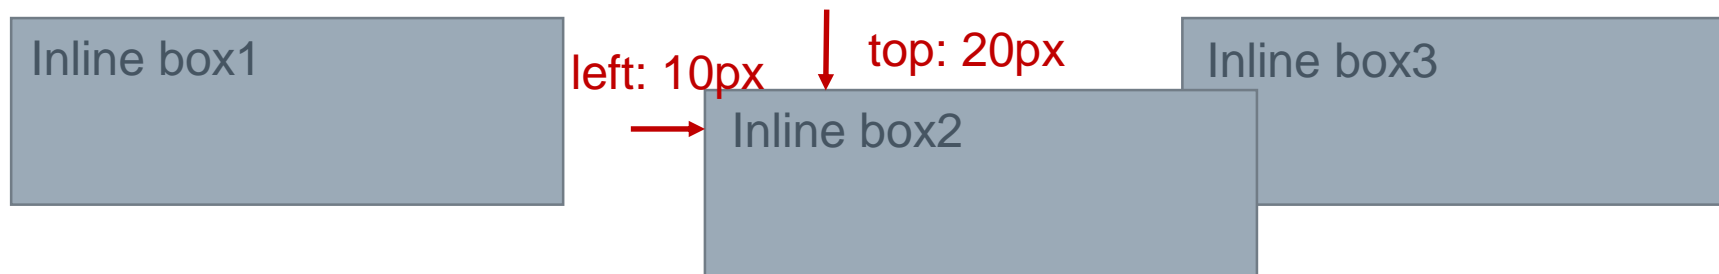 Inline box1
left: 10px
top: 20px
Inline box2
Inline box3